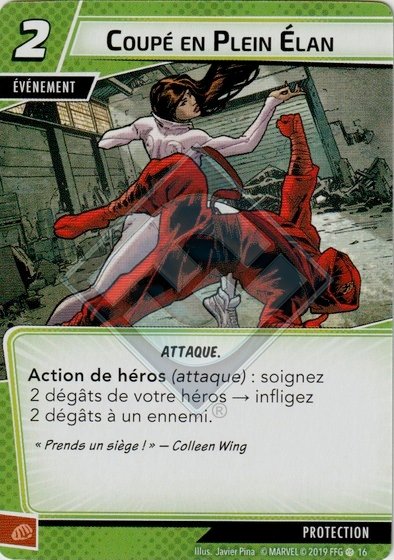 2
COUPÉ EN PLEIN ÉLAN
ÉVÉNEMENT
ATTAQUE.
Action de héros (attaque) : soignez
2 dégâts de votre héros → infligez
2 dégâts à un ennemi.
®
« Prends un siège ! » – Colleen Wing
PROTECTION
Illus. Javier Pina © MARVEL © 2019 FFG 16